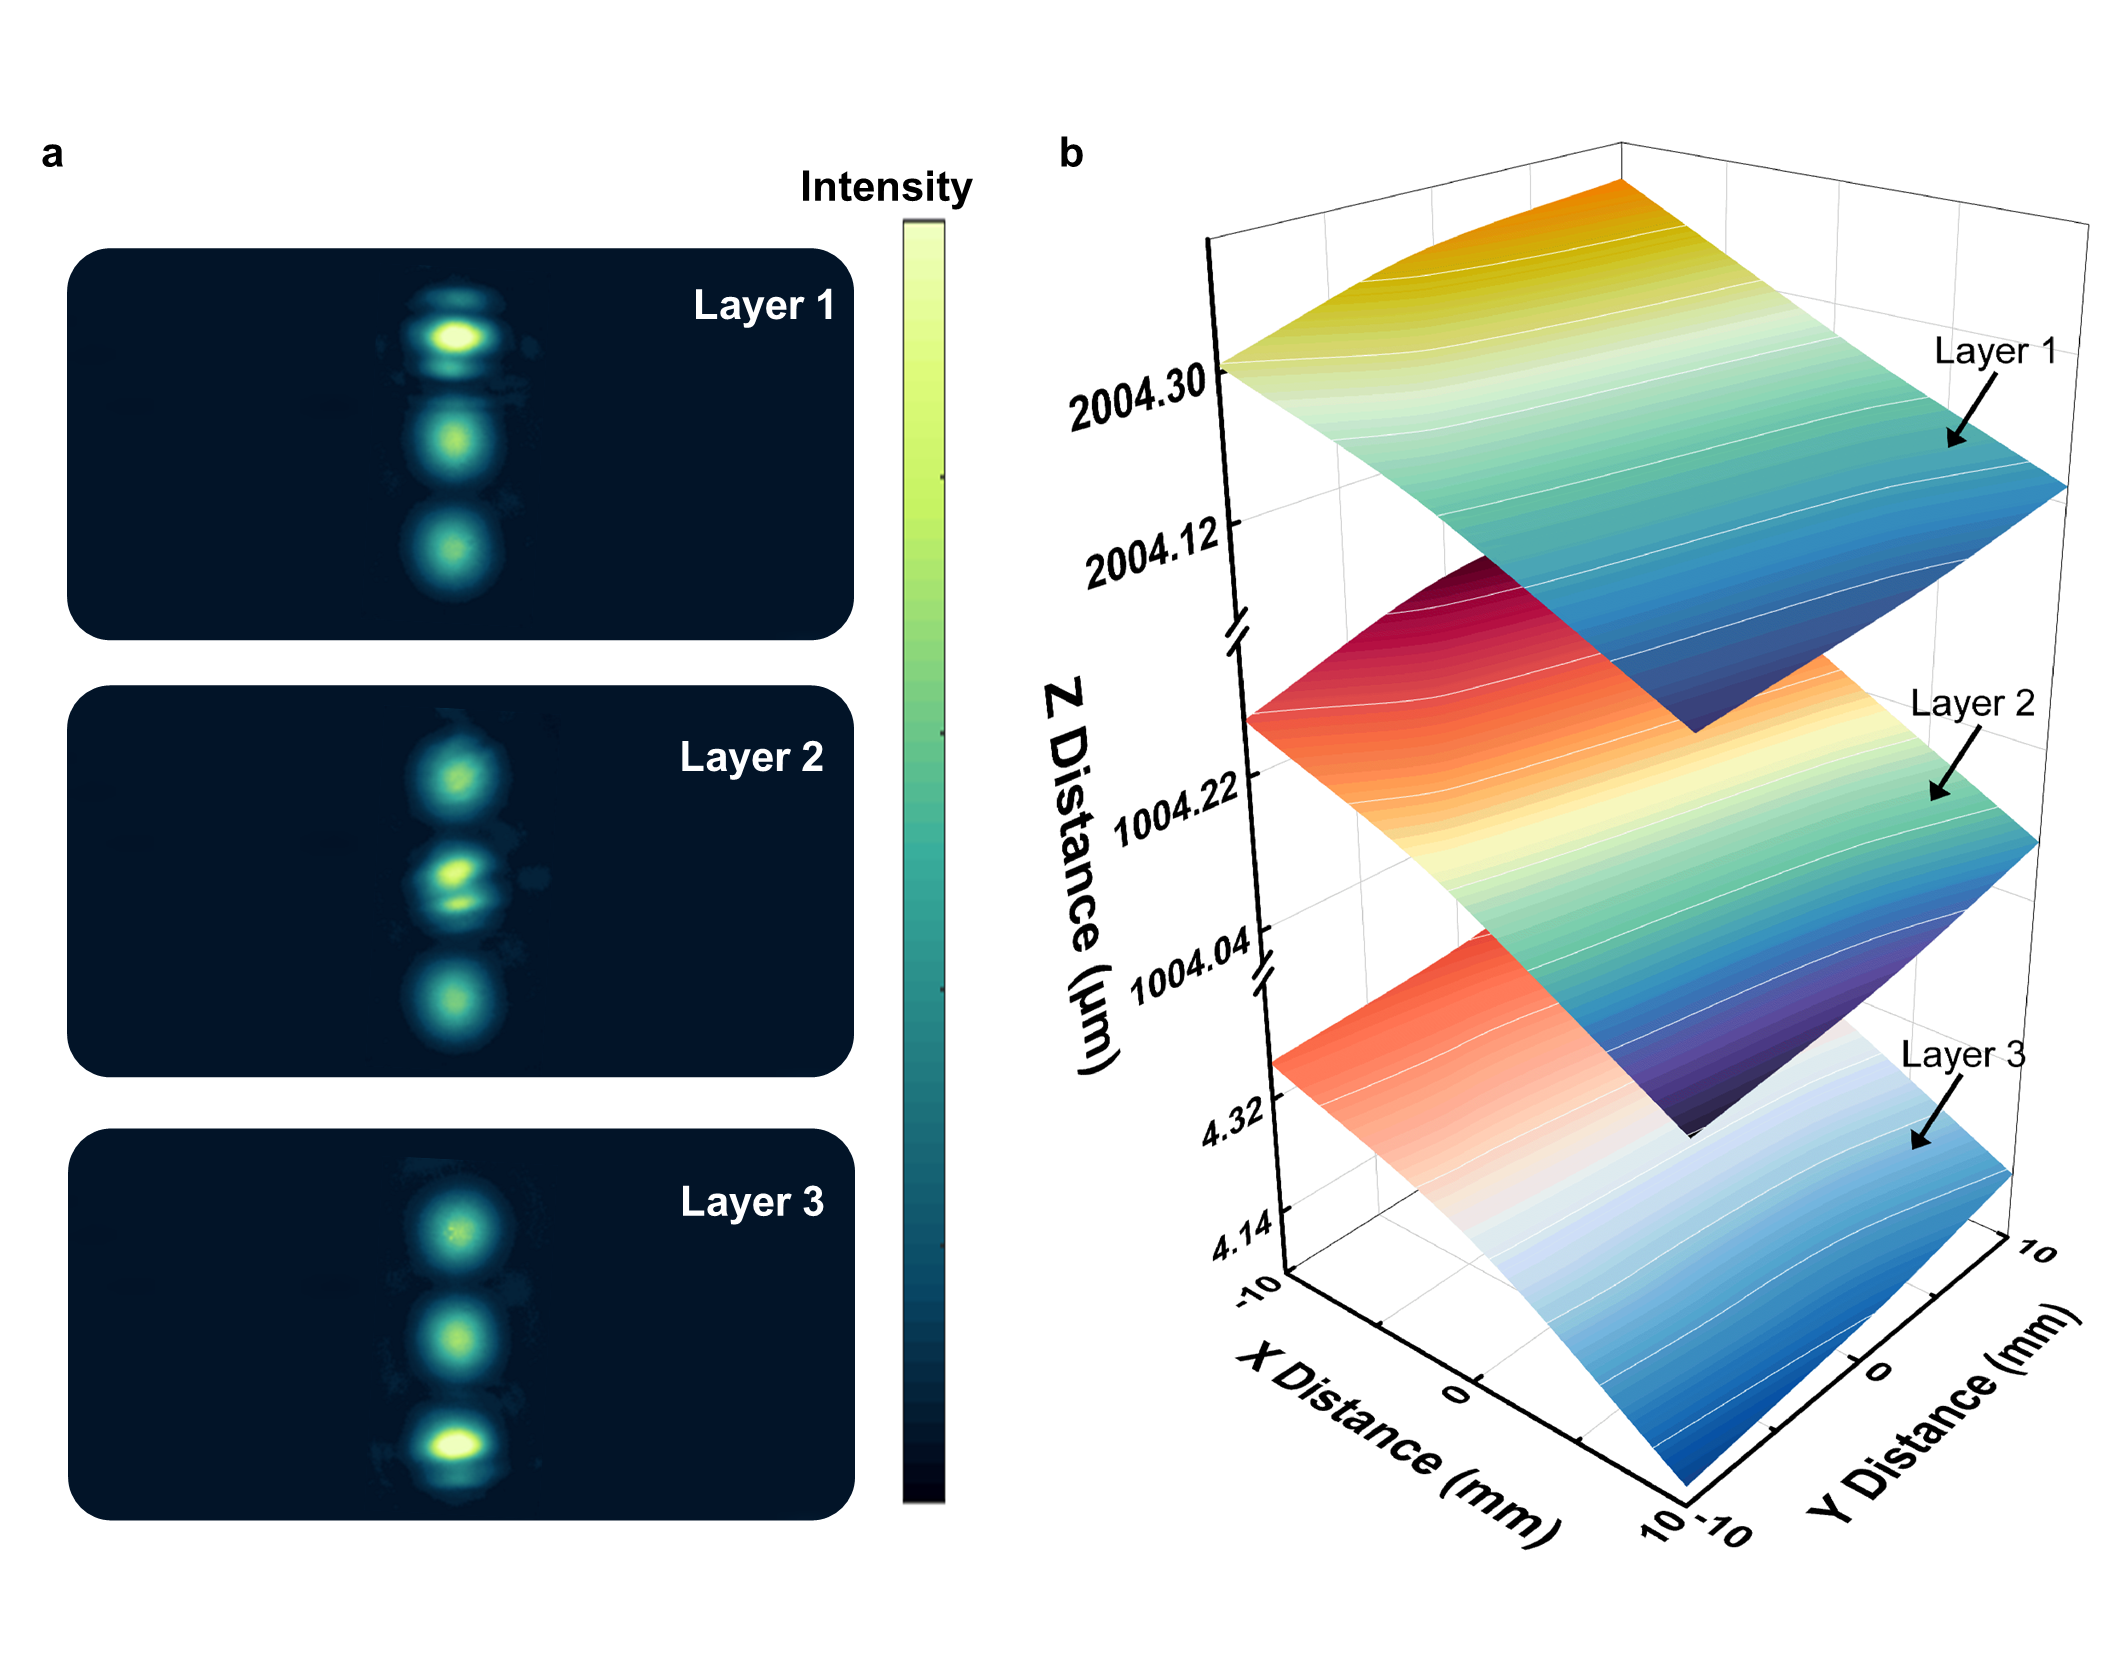 a
Intensity
Layer 1
Layer 2
Layer 3
b
Layer 1
Layer 2
Layer 3
Z Distance (μm)
2004.30
2004.12
1004.22
1004.04
4.32
4.14
-10
0
10
X Distance (mm)
-10
0
10
Y Distance (mm)